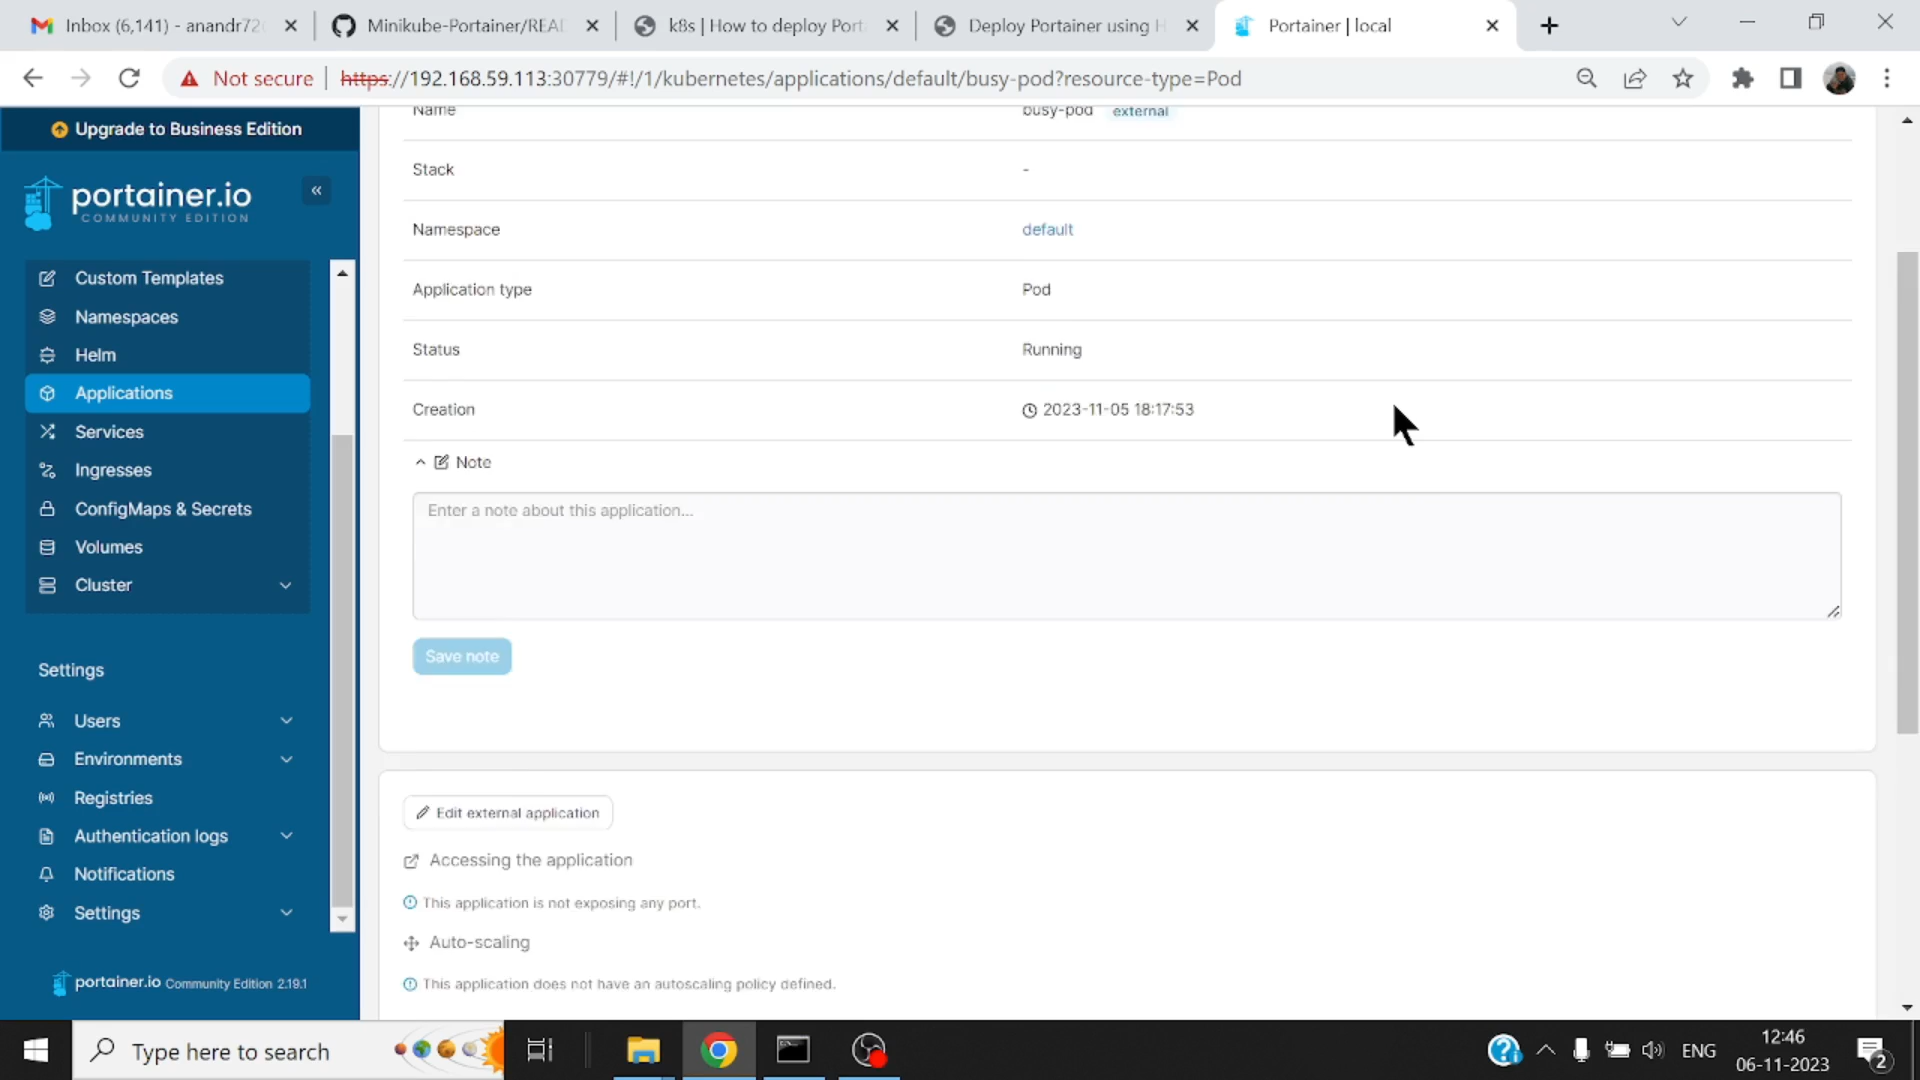 Inbox (6,141) - anandr720
Minikube-Portainer/REAL
k8s | How to deploy Porta
Deploy Portainer using H
Portainer | local
Not secure
https://192.168.59.113:30779/#!/1/kubernetes/applications/default/busy-pod?resource-type=Pod
Upgrade to Business Edition
portainer.io
COMMUNITY EDITION
Custom Templates
Namespaces
Helm
Applications
Services
Ingresses
ConfigMaps & Secrets
Volumes
Cluster
Settings
Users
Environments
Registries
Authentication logs
Notifications
Settings
portainer.io Community Edition 2.19.1
Name busy-pod external
Stack -
Namespace default
Application type Pod
Status Running
Creation 2023-11-05 18:17:53
Note
Enter a note about this application...
Save note
Edit external application
Accessing the application
This application is not exposing any port.
Auto-scaling
This application does not have an autoscaling policy defined.
Type here to search
ENG
12:46
06-11-2023
2